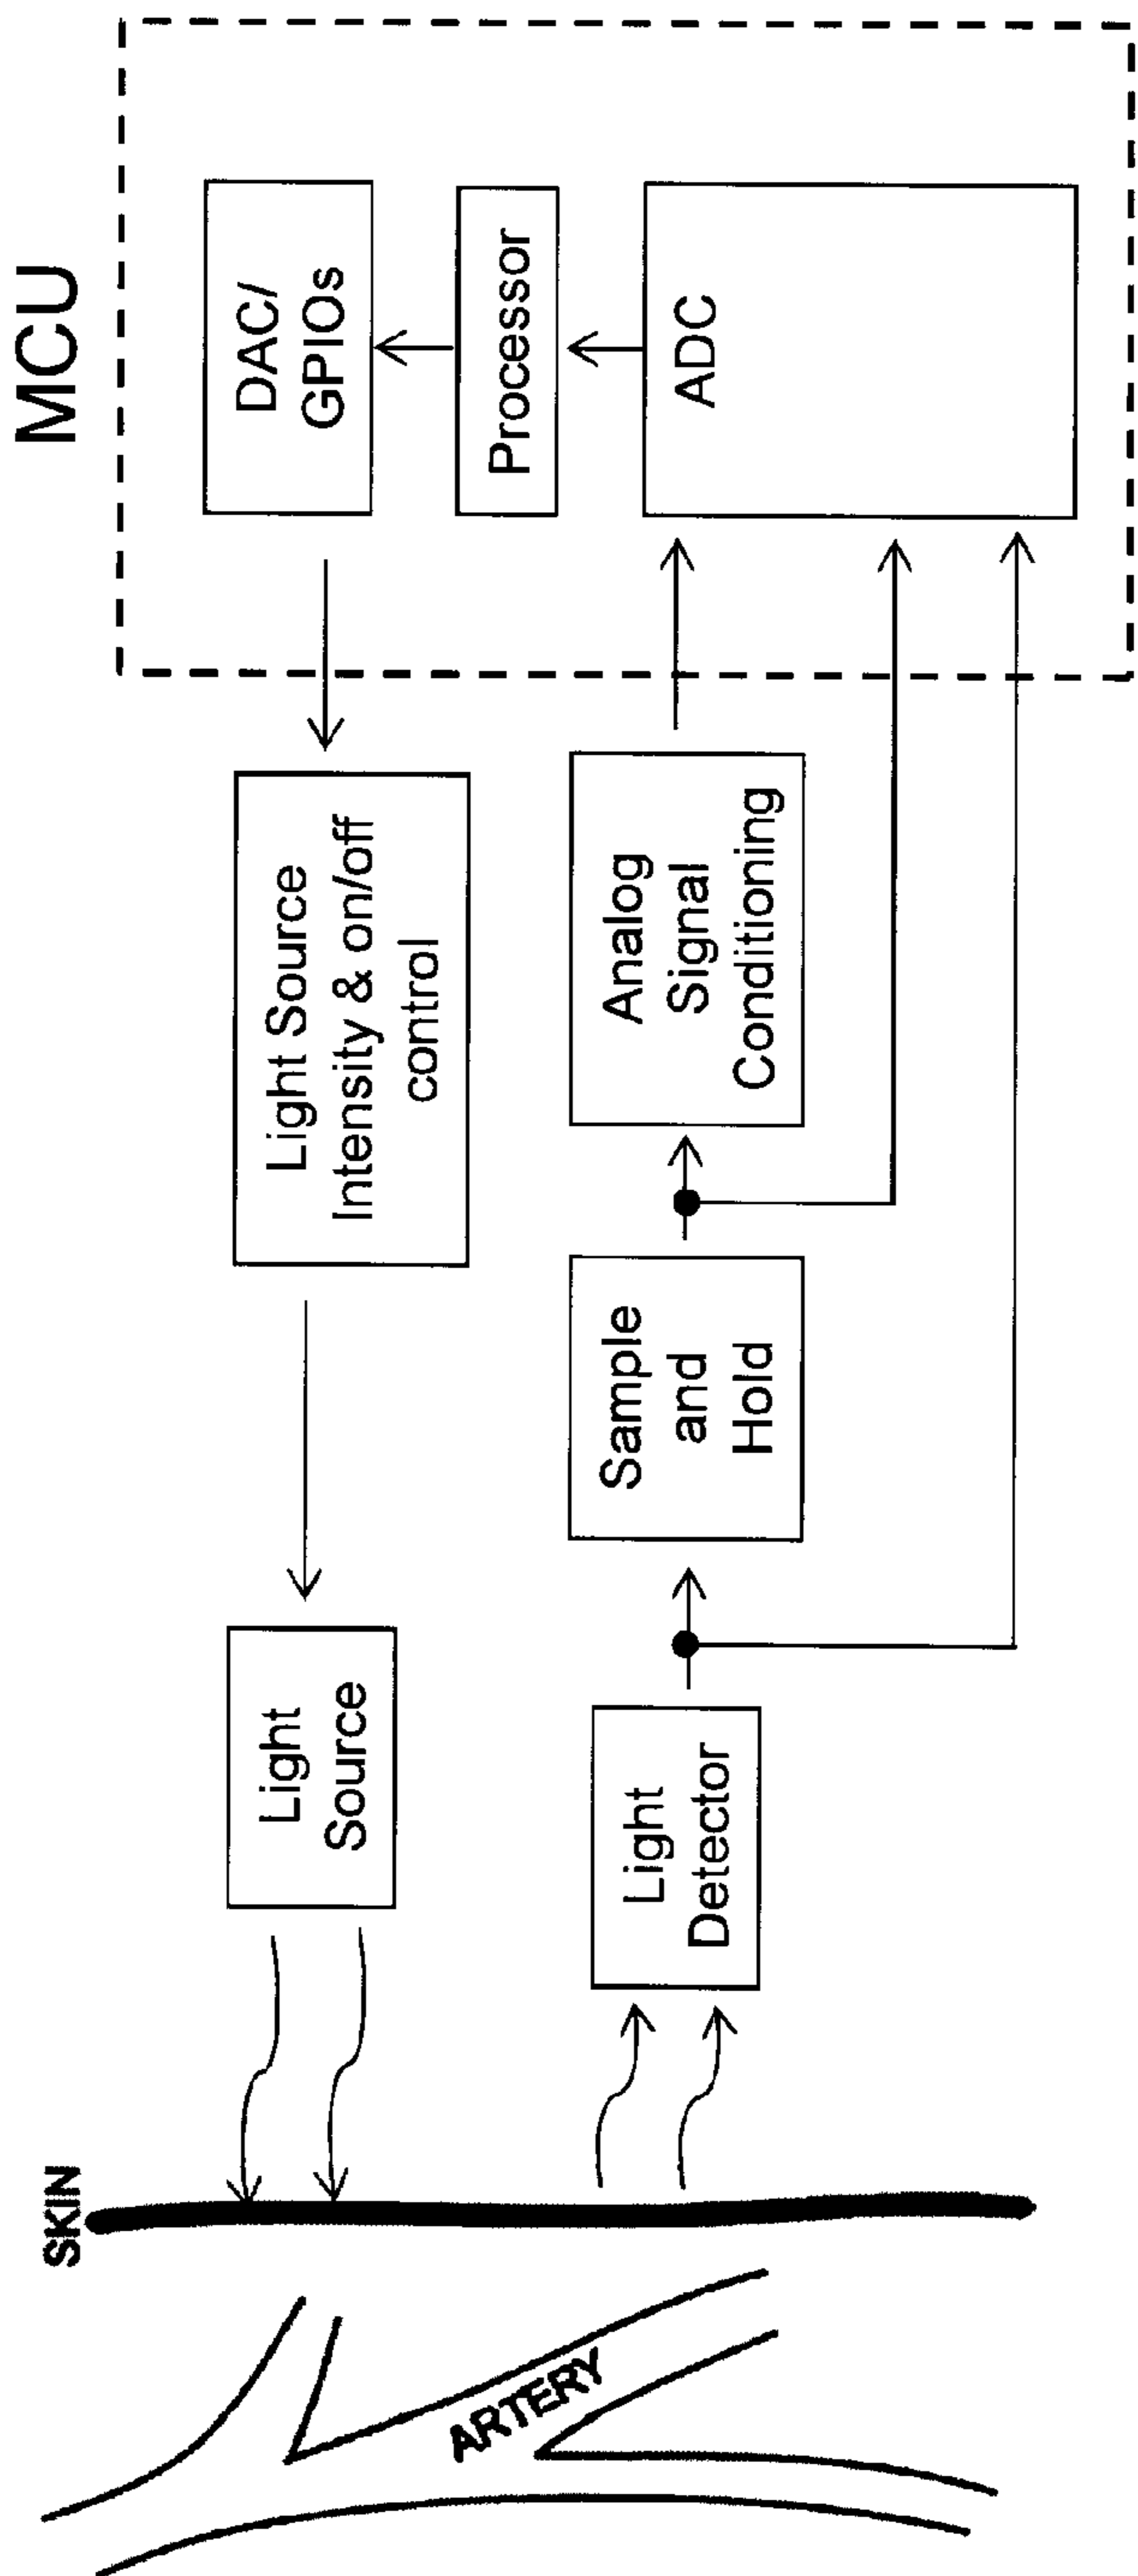 MCU
SKIN
Light
Source
Light Source
Intensity & on/off
control
DAC/
GPIOs
Processor
ARTERY
Light
Detector
Sample
and
Hold
Analog
Signal
Conditioning
ADC